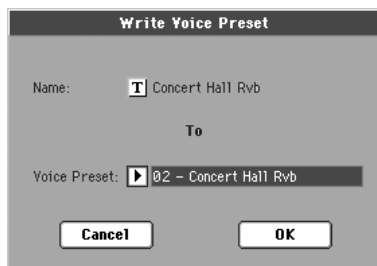 Write Voice Preset
Name: T Concert Hall Rvb
To
Voice Preset: 02 - Concert Hall Rvb
Cancel OK